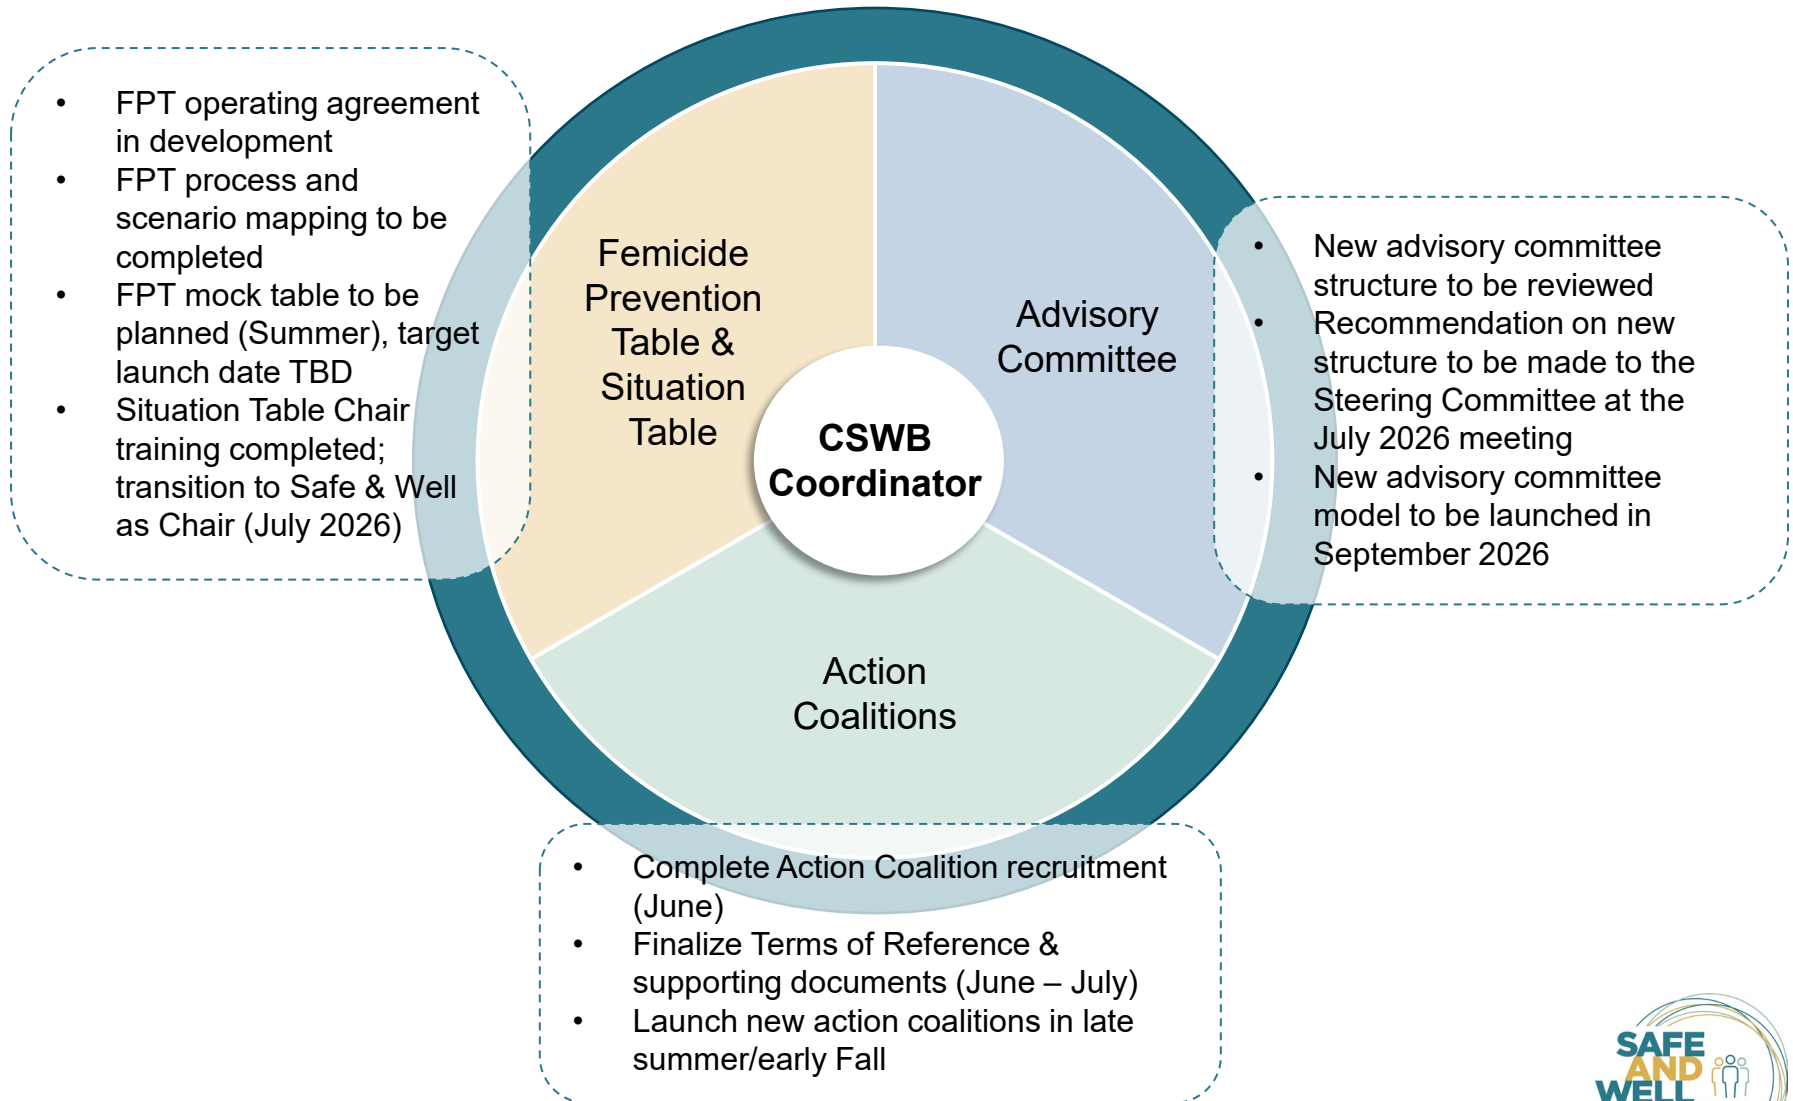 • FPT operating agreement
in development
• FPT process and
scenario mapping to be
completed
• FPT mock table to be
planned (Summer), target
launch date TBD
• Situation Table Chair
training completed;
transition to Safe & Well
as Chair (July 2026)
Femicide
Prevention
Table &
Situation
Table
Advisory
Committee
CSWB
Coordinator
Action
Coalitions
• New advisory committee
structure to be reviewed
• Recommendation on new
structure to be made to the
Steering Committee at the
July 2026 meeting
• New advisory committee
model to be launched in
September 2026
• Complete Action Coalition recruitment
(June)
• Finalize Terms of Reference &
supporting documents (June – July)
• Launch new action coalitions in late
summer/early Fall
SAFE
AND
WELL